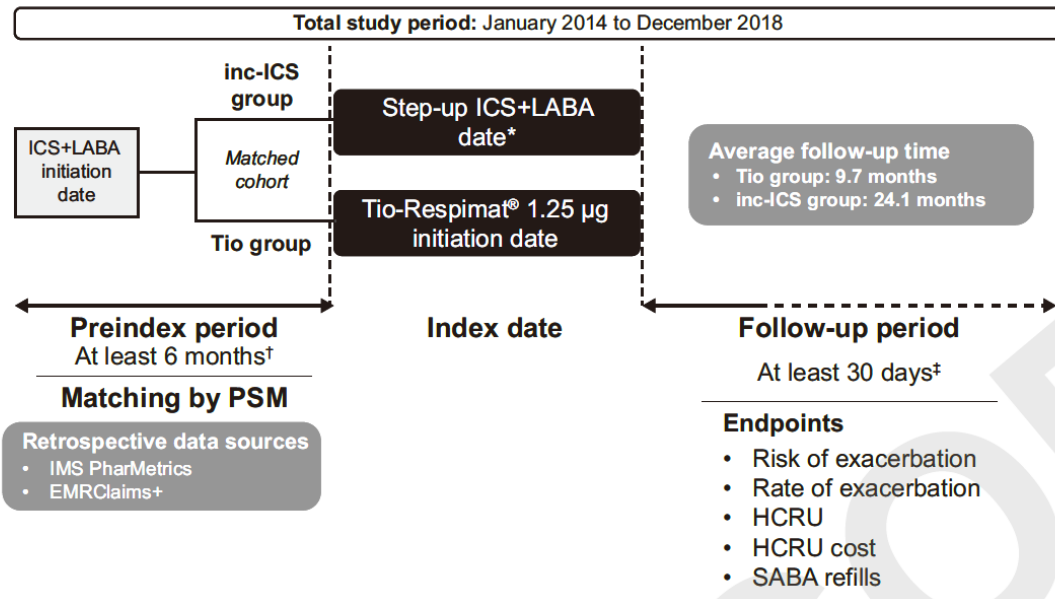 Total study period: January 2014 to December 2018
inc-ICS
group
Step-up ICS+LABA
date*
ICS+LABA
initiation
date
Matched
cohort
Average follow-up time
• Tio group: 9.7 months
• inc-ICS group: 24.1 months
Tio-Respimat® 1.25 µg
initiation date
Tio group
Preindex period
At least 6 months†
Index date
Follow-up period
At least 30 days‡
Matching by PSM
Retrospective data sources
• IMS PharMetrics
• EMRClaims+
Endpoints
• Risk of exacerbation
• Rate of exacerbation
• HCRU
• HCRU cost
• SABA refills